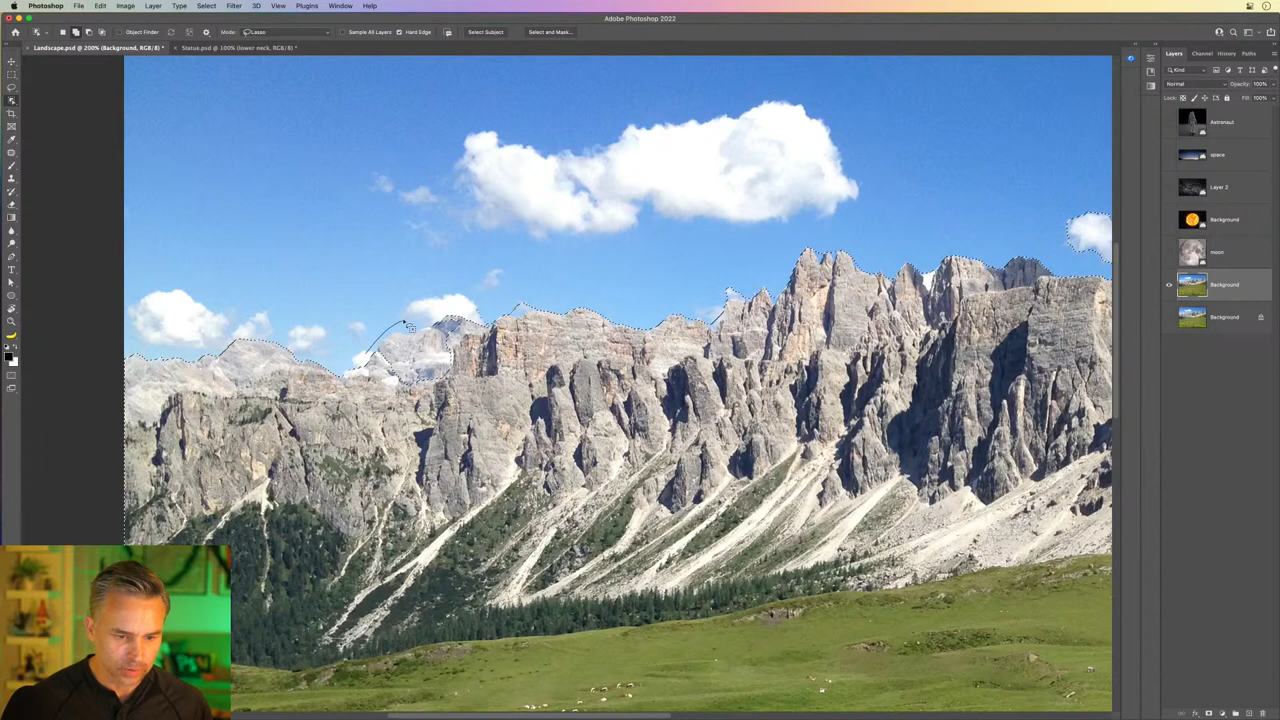 Photoshop File Edit Image Layer Type Select Filter 3D View Plugins Window Help
Adobe Photoshop 2022
Object Finder Mode: Lasso Sample All Layers Hard Edge Select Subject Select and Mask...
Landscape.psd @ 200% (Background, RGB/8) * Statue.psd @ 100% (lower neck, RGB/8) *
Layers Channel History Paths
Kind
Normal Opacity: 100%
Lock: Fill: 100%
Astronaut
space
Layer 2
Background
moon
Background
Background